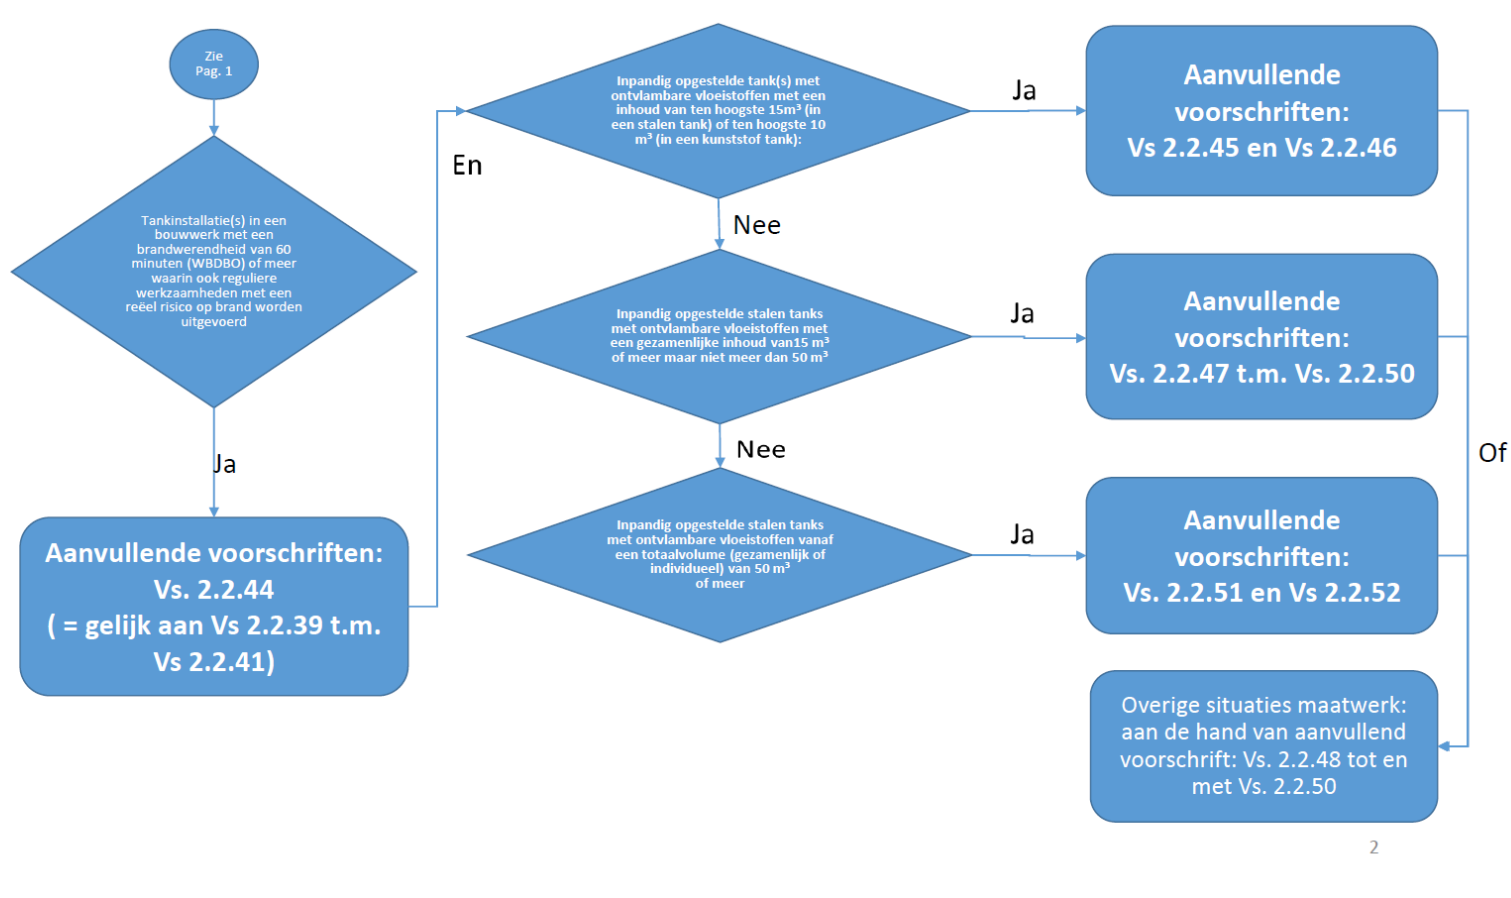 Zie
Pag. 1
Tankinstallatie(s) in een
bouwwerk met een
brandwerendheid van 60
minuten (WBDBO) of meer
waarin ook reguliere
werkzaamheden met een
reëel risico op brand worden
uitgevoerd
Ja
Aanvullende voorschriften:
Vs. 2.2.44
( = gelijk aan Vs 2.2.39 t.m.
Vs 2.2.41)
En
Inpandig opgestelde tank(s) met
ontvlambare vloeistoffen met een
inhoud van ten hoogste 15m³ (in
een stalen tank) of ten hoogste 10
m³ (in een kunststof tank):
Ja
Aanvullende
voorschriften:
Vs 2.2.45 en Vs 2.2.46
Nee
Inpandig opgestelde stalen tanks
met ontvlambare vloeistoffen met
een gezamenlijke inhoud van15 m³
of meer maar niet meer dan 50 m³
Ja
Aanvullende
voorschriften:
Vs. 2.2.47 t.m. Vs. 2.2.50
Nee
Inpandig opgestelde stalen tanks
met ontvlambare vloeistoffen vanaf
een totaalvolume (gezamenlijk of
individueel) van 50 m³
of meer
Ja
Aanvullende
voorschriften:
Vs. 2.2.51 en Vs 2.2.52
Of
Overige situaties maatwerk:
aan de hand van aanvullend
voorschrift: Vs. 2.2.48 tot en
met Vs. 2.2.50
2